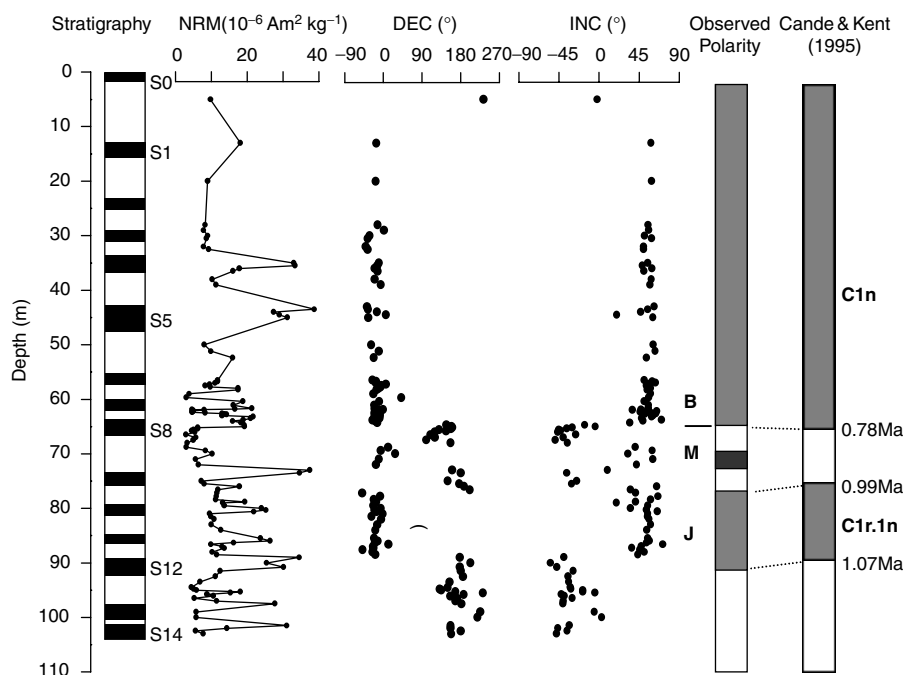 Stratigraphy NRM(10⁻⁶ Am² kg⁻¹) DEC (°) INC (°) Observed Polarity Cande & Kent (1995)
0 20 40 −90 0 90 180 270 −90 −45 0 45 90
Depth (m)
0
10
20
30
40
50
60
70
80
90
100
110
S0
S1
S5
S8
S12
S14
B
M
J
C1n
0.78Ma
0.99Ma
C1r.1n
1.07Ma